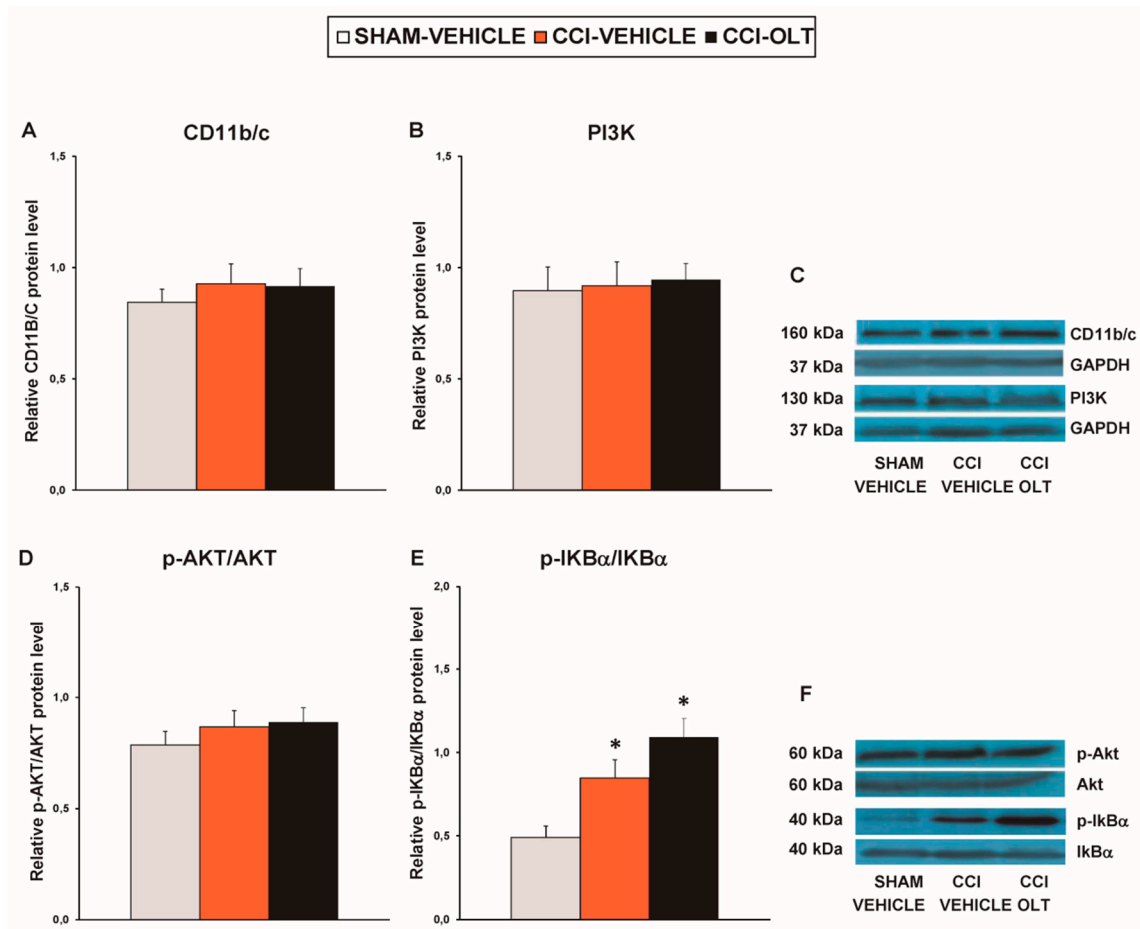 SHAM-VEHICLE CCI-VEHICLE CCI-OLT
A
CD11b/c
Relative CD11B/C protein level
1,5
1,0
0,5
0,0
B
PI3K
Relative PI3K protein level
1,5
1,0
0,5
0,0
C
160 kDa CD11b/c
37 kDa GAPDH
130 kDa PI3K
37 kDa GAPDH
SHAM CCI CCI
VEHICLE VEHICLE OLT
D
p-AKT/AKT
Relative p-AKT/AKT protein level
1,5
1,0
0,5
0,0
E
p-IKBα/IKBα
Relative p-IKBα/IKBα protein level
2,0
1,5
1,0
0,5
0,0
*
*
F
60 kDa p-Akt
60 kDa Akt
40 kDa p-IkBα
40 kDa IkBα
SHAM CCI CCI
VEHICLE VEHICLE OLT